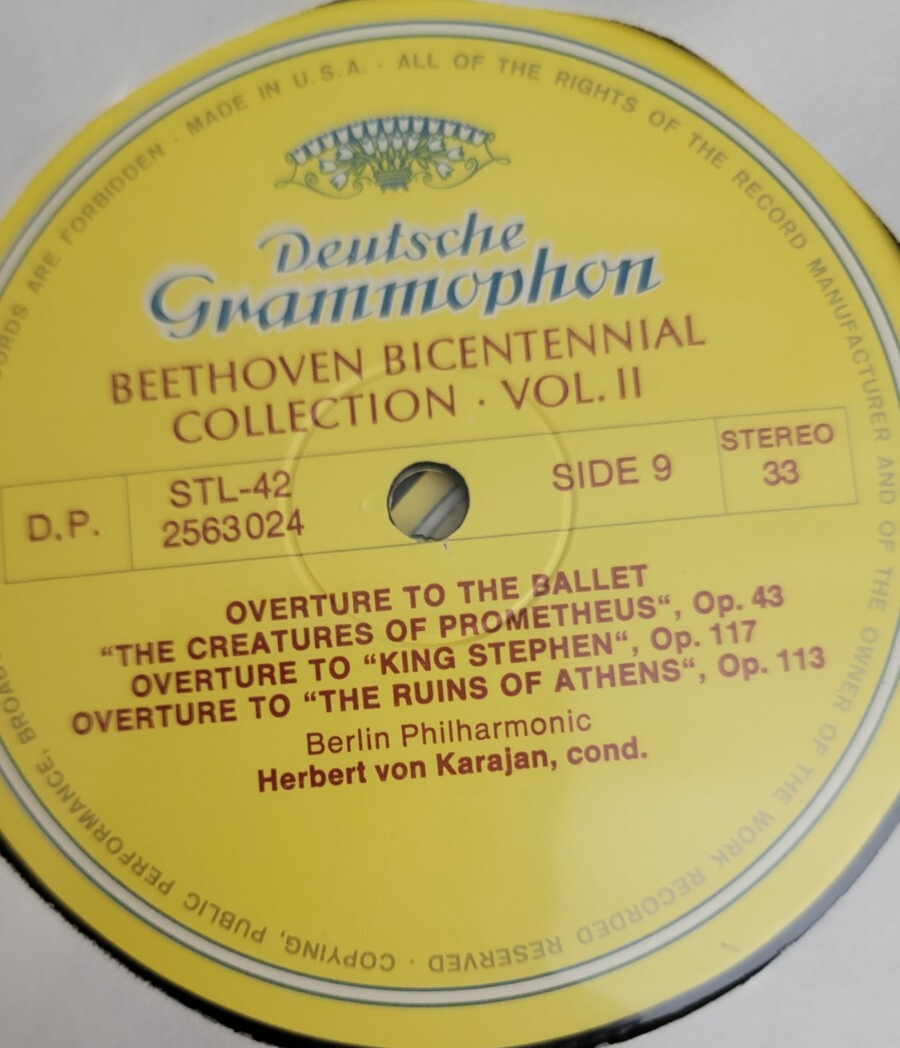 MADE IN U.S.A. · ALL OF THE RIGHTS OF THE RECORD MANUFACTURER AND OF THE OWNER OF THE WORK RECORDED RESERVED · COPYING, PUBLIC PERFORMANCE, ARE FORBIDDEN ·
Deutsche
Grammophon
BEETHOVEN BICENTENNIAL
COLLECTION · VOL. II
D.P.
STL-42
2563 024
SIDE 9
STEREO
33
OVERTURE TO THE BALLET
“THE CREATURES OF PROMETHEUS“, Op. 43
OVERTURE TO “KING STEPHEN“, Op. 117
OVERTURE TO “THE RUINS OF ATHENS“, Op. 113
Berlin Philharmonic
Herbert von Karajan, cond.